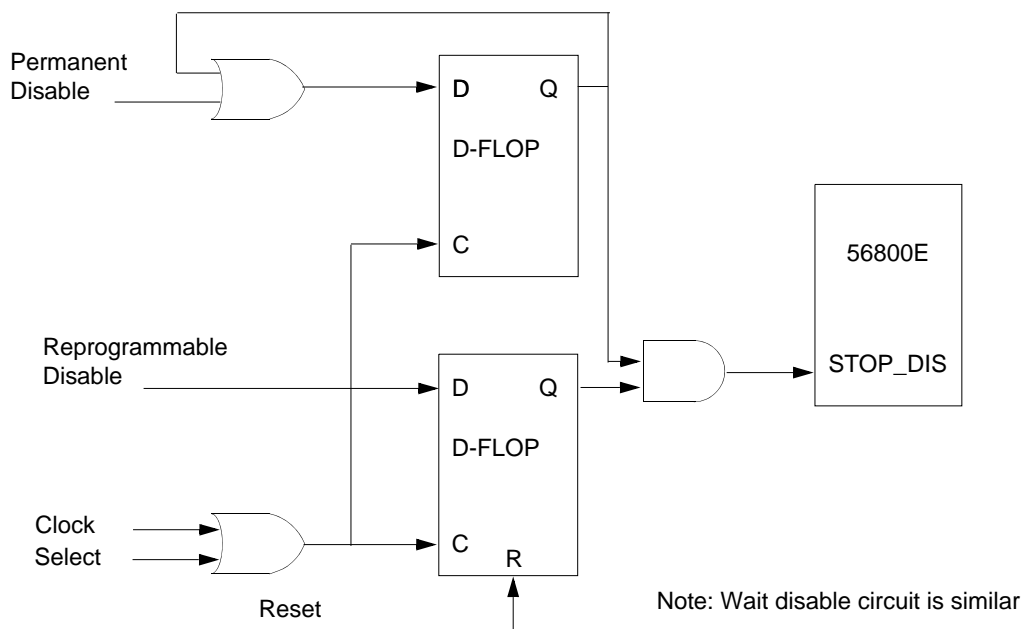 Permanent
Disable
D
Q
D-FLOP
C
56800E
STOP_DIS
Reprogrammable
Disable
D
Q
D-FLOP
C
R
Clock
Select
Reset
Note: Wait disable circuit is similar